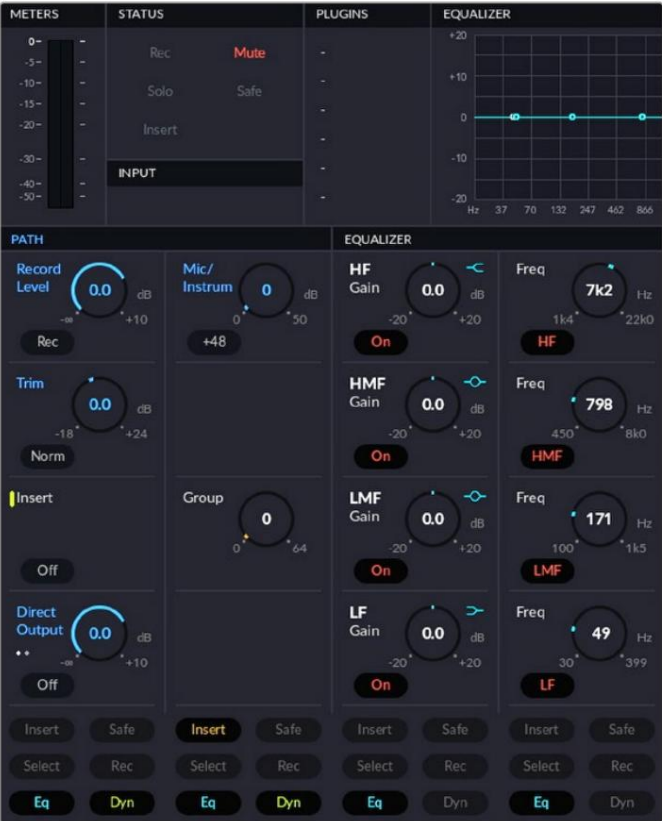 METERS STATUS PLUGINS EQUALIZER
0- - +20
-5- - Rec Mute -
-10- - +10
-15- - Solo Safe -
-20- - 0
Insert
-30- - -10
-40- - INPUT
-50- - -20
Hz 37 70 132 247 462 866
PATH EQUALIZER
Record Level 0.0 dB Mic/ Instrum 0 dB HF Gain 0.0 dB Freq 7k2 Hz
-∞ +10 0 50 -20 +20 1k4 22k0
Rec +48 On HF
Trim 0.0 dB HMF Gain 0.0 dB Freq 798 Hz
-18 +24 -20 +20 450 8k0
Norm On HMF
Insert Group 0 LMF Gain 0.0 dB Freq 171 Hz
0 64 -20 +20 100 1k5
Off On LMF
Direct Output 0.0 dB LF Gain 0.0 dB Freq 49 Hz
-∞ +10 -20 +20 30 399
Off On LF
Insert Safe Insert Safe Insert Safe Insert Safe
Select Rec Select Rec Select Rec Select Rec
Eq Dyn Eq Dyn Eq Dyn Eq Dyn